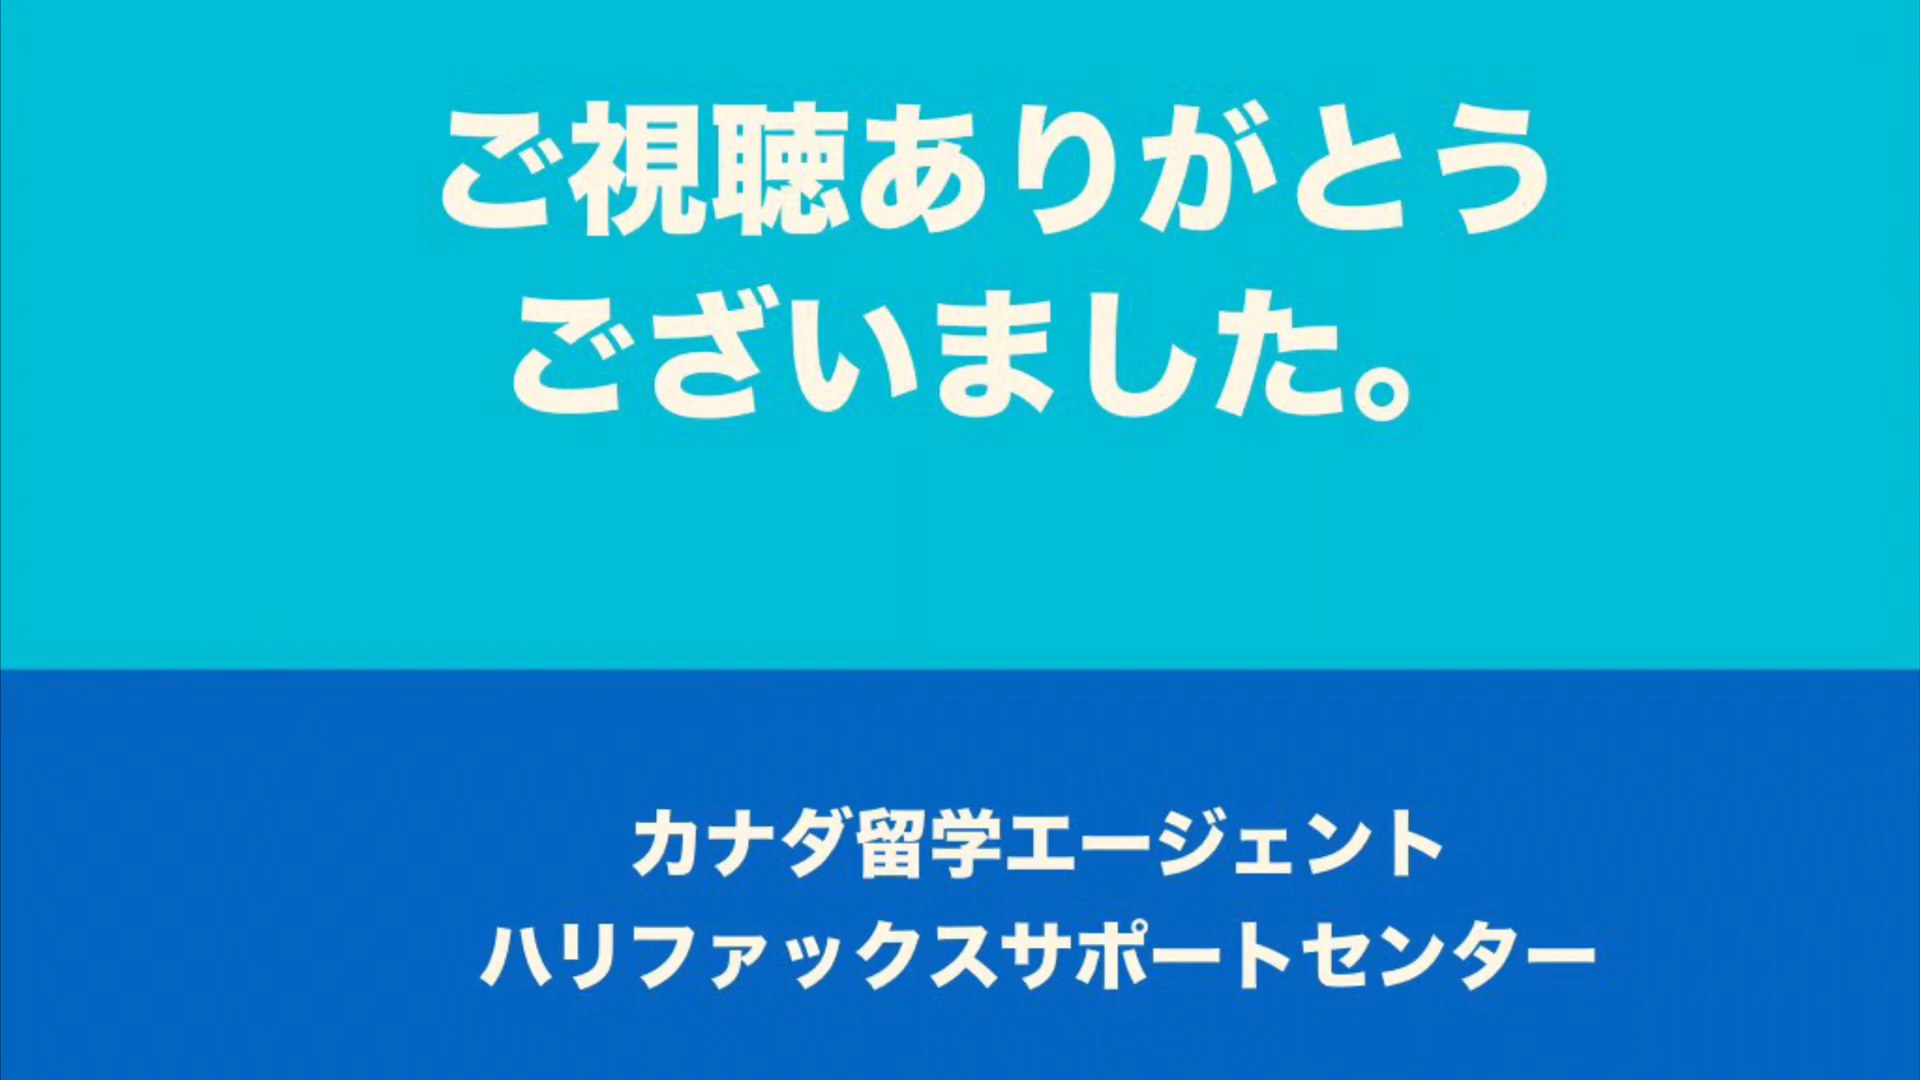 ご視聴ありがとう
ございました。
カナダ留学エージェント
ハリファックスサポートセンター